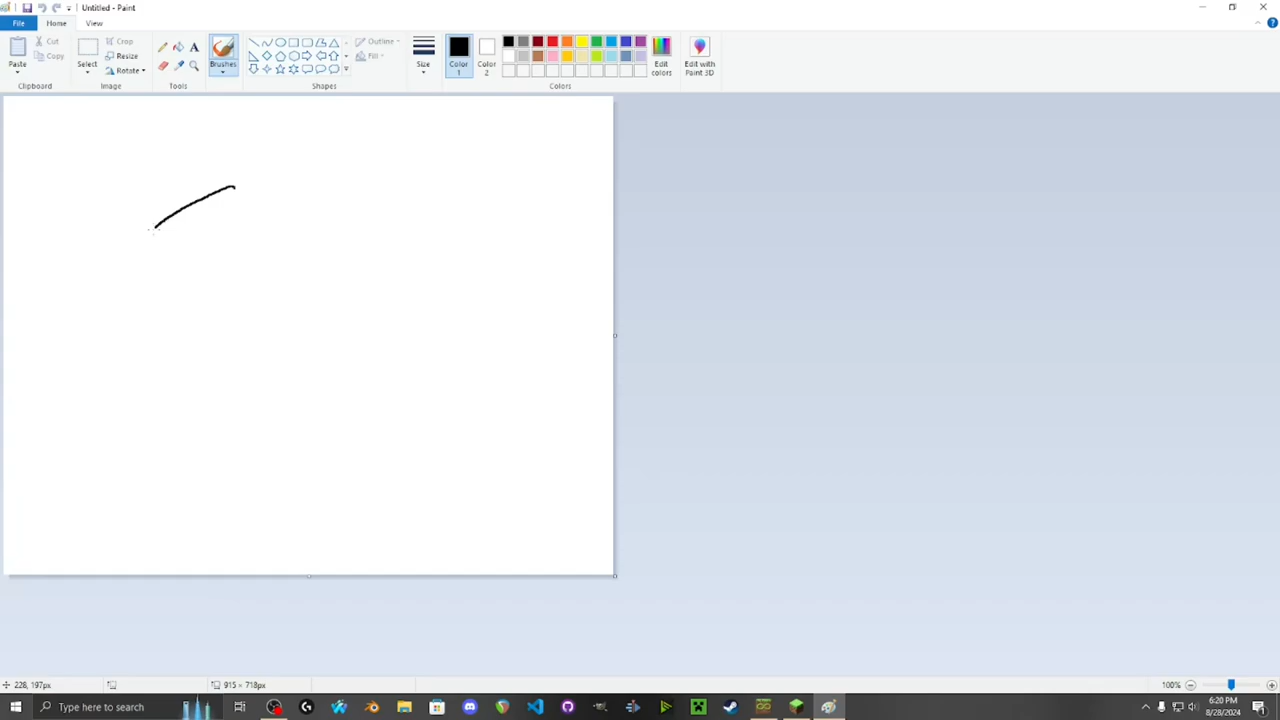 Untitled - Paint
File Home View
Paste
Cut
Copy
Clipboard
Select
Crop
Resize
Rotate
Image
A
Tools
Brushes
Outline
Fill
Shapes
Size
Color 1
Color 2
Edit colors
Colors
Edit with Paint 3D
228, 197px
915 × 718px
100%
Type here to search
6:20 PM
8/28/2024